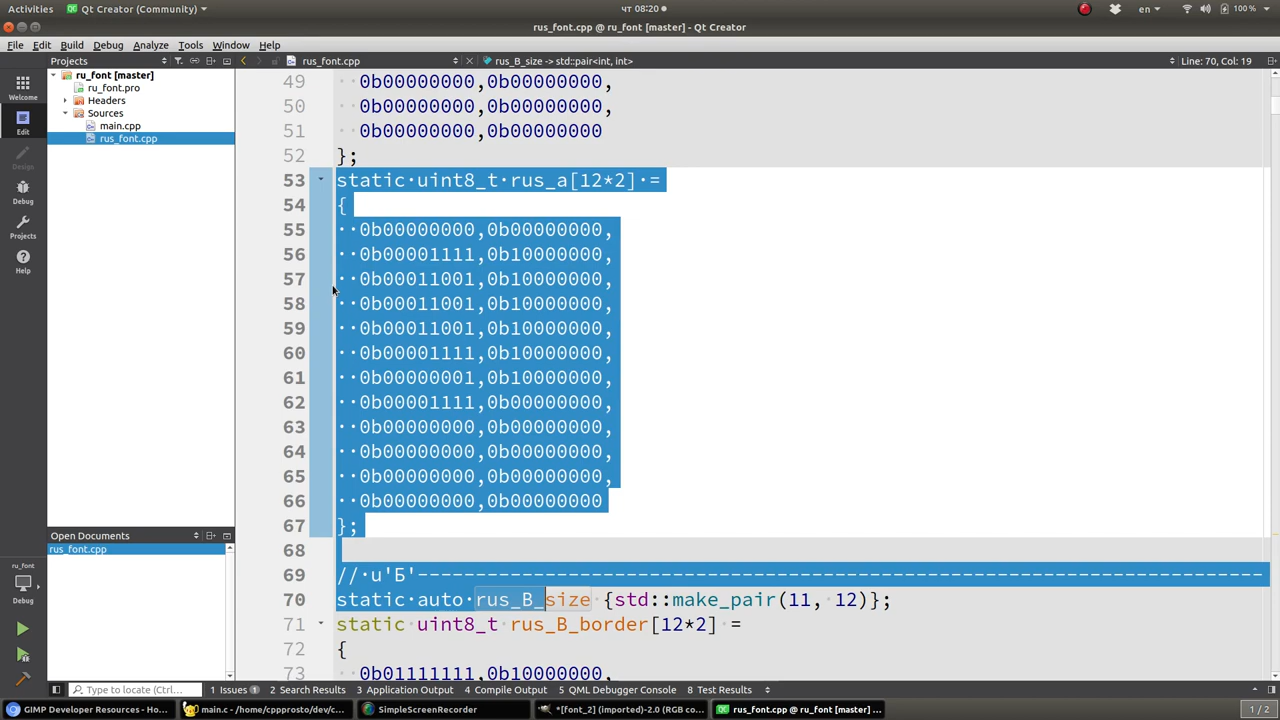 Activities
Qt Creator (Community)
чт 08:20
en
100 %
rus_font.cpp @ ru_font [master] - Qt Creator
File Edit Build Debug Analyze Tools Window Help
Projects
rus_font.cpp
rus_B_size -> std::pair<int, int>
Line: 70, Col: 19
Welcome
Edit
Design
Debug
Projects
Help
ru_font [master]
ru_font.pro
Headers
Sources
main.cpp
rus_font.cpp
49 0b00000000,0b00000000,
50 0b00000000,0b00000000,
51 0b00000000,0b00000000
52 };
53 static·uint8_t·rus_a[12*2]·=
54 {
55 ··0b00000000,0b00000000,
56 ··0b00001111,0b10000000,
57 ··0b00011001,0b10000000,
58 ··0b00011001,0b10000000,
59 ··0b00011001,0b10000000,
60 ··0b00001111,0b10000000,
61 ··0b00000001,0b10000000,
62 ··0b00001111,0b00000000,
63 ··0b00000000,0b00000000,
64 ··0b00000000,0b00000000,
65 ··0b00000000,0b00000000,
66 ··0b00000000,0b00000000
67 };
68
69 //·u'Б'------------------------------------------------------------------------
70 static·auto·rus_B_size {std::make_pair(11, 12)};
71 static uint8_t rus_B_border[12*2] =
72 {
73 0b01111111,0b10000000,
Open Documents
rus_font.cpp
ru_font
Debug
Type to locate (Ctrl+...
1 Issues 1
2 Search Results
3 Application Output
4 Compile Output
5 QML Debugger Console
8 Test Results
GIMP Developer Resources - Ho...
main.c - /home/cppprosto/dev/c...
SimpleScreenRecorder
*[font_2] (imported)-2.0 (RGB co...
rus_font.cpp @ ru_font [master] ...
1 / 2